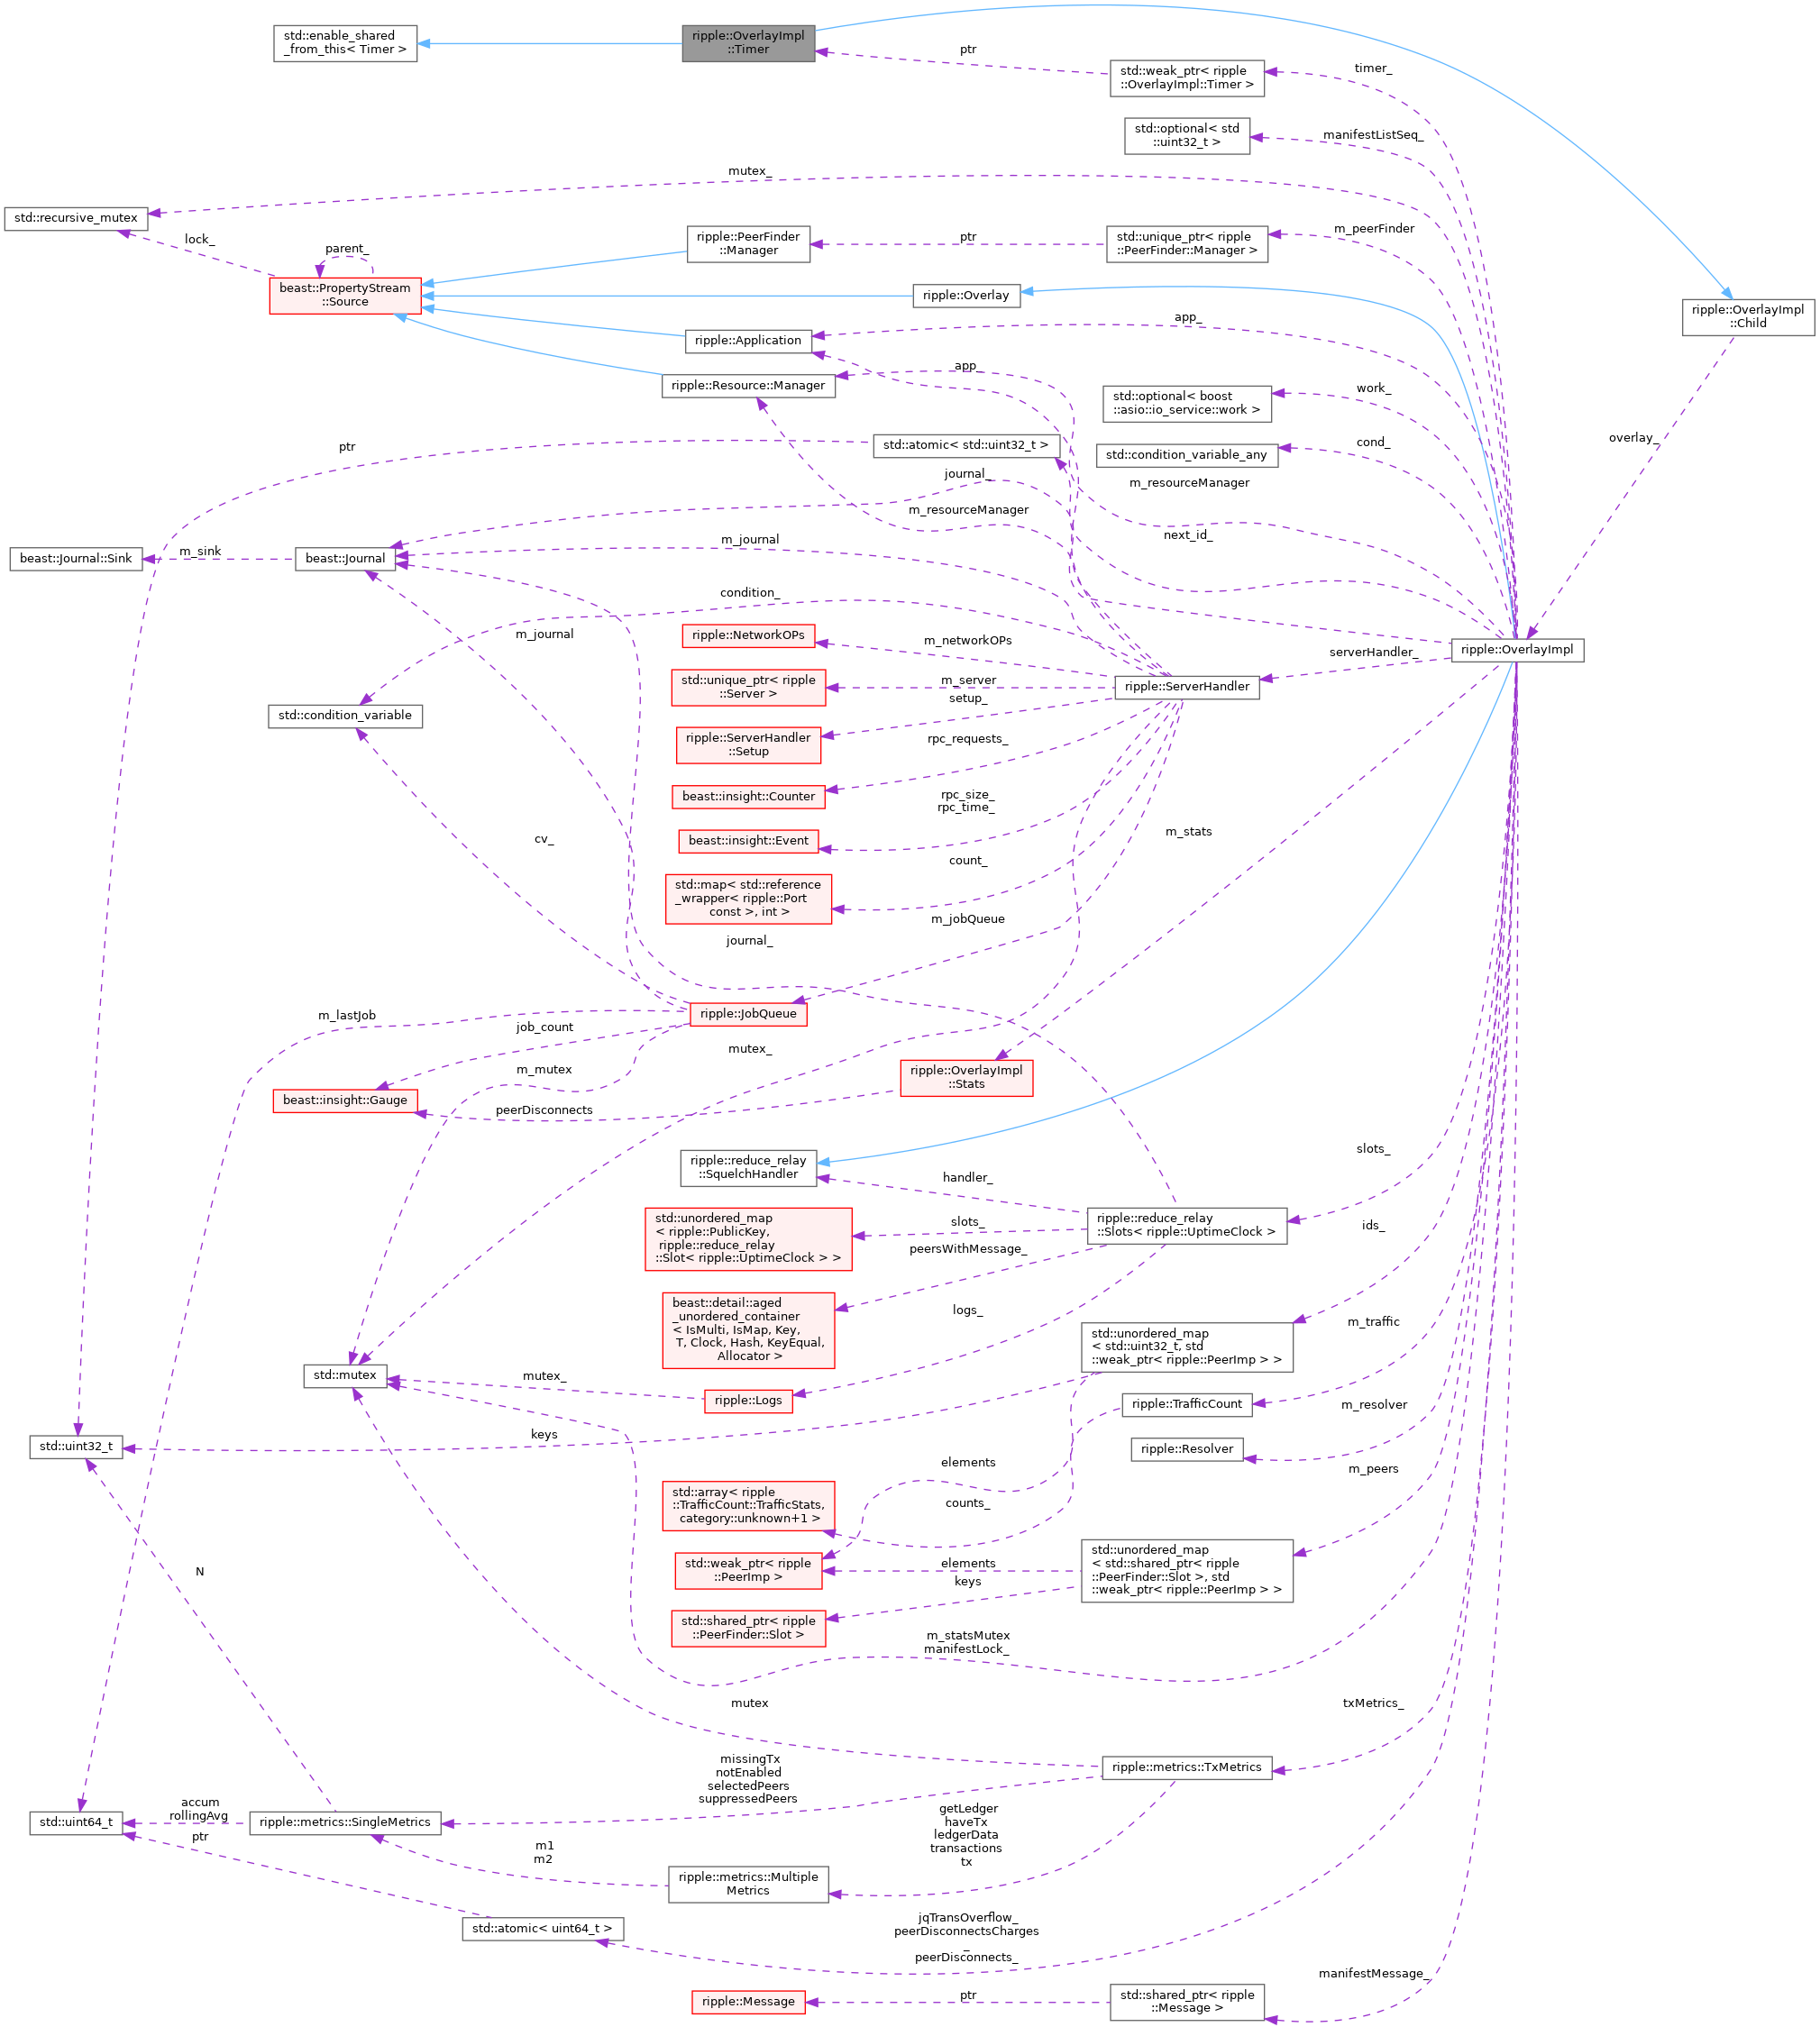 std::enable_shared
_from_this< Timer >
ripple::OverlayImpl
::Timer
ptr
std::weak_ptr< ripple
::OverlayImpl::Timer >
timer_
std::optional< std
::uint32_t >
manifestListSeq_
mutex_
std::recursive_mutex
lock_
parent_
beast::PropertyStream
::Source
ripple::PeerFinder
::Manager
ptr
std::unique_ptr< ripple
::PeerFinder::Manager >
m_peerFinder
ripple::Overlay
ripple::OverlayImpl
::Child
app_
ripple::Application
app_
ripple::Resource::Manager
std::optional< boost
::asio::io_service::work >
work_
ptr
std::atomic< std::uint32_t >
std::condition_variable_any
cond_
overlay_
journal_
m_resourceManager
m_resourceManager
next_id_
m_journal
beast::Journal::Sink
m_sink
beast::Journal
condition_
m_journal
ripple::NetworkOPs
m_networkOPs
serverHandler_
ripple::OverlayImpl
std::unique_ptr< ripple
::Server >
m_server
setup_
ripple::ServerHandler
std::condition_variable
ripple::ServerHandler
::Setup
rpc_requests_
beast::insight::Counter
rpc_size_
rpc_time_
beast::insight::Event
cv_
m_stats
count_
std::map< std::reference
_wrapper< ripple::Port
const >, int >
m_jobQueue
journal_
m_lastJob
ripple::JobQueue
job_count
mutex_
m_mutex
ripple::OverlayImpl
::Stats
beast::insight::Gauge
peerDisconnects
ripple::reduce_relay
::SquelchHandler
handler_
slots_
std::unordered_map
< ripple::PublicKey,
ripple::reduce_relay
::Slot< ripple::UptimeClock > >
slots_
ripple::reduce_relay
::Slots< ripple::UptimeClock >
ids_
peersWithMessage_
beast::detail::aged
_unordered_container
< IsMulti, IsMap, Key,
T, Clock, Hash, KeyEqual,
Allocator >
logs_
std::unordered_map
< std::uint32_t, std
::weak_ptr< ripple::PeerImp > >
m_traffic
std::mutex
mutex_
ripple::Logs
ripple::TrafficCount
m_resolver
std::uint32_t
keys
ripple::Resolver
elements
m_peers
std::array< ripple
::TrafficCount::TrafficStats,
category::unknown+1 >
counts_
std::weak_ptr< ripple
::PeerImp >
elements
keys
std::unordered_map
< std::shared_ptr< ripple
::PeerFinder::Slot >, std
::weak_ptr< ripple::PeerImp > >
N
std::shared_ptr< ripple
::PeerFinder::Slot >
m_statsMutex
manifestLock_
mutex
txMetrics_
missingTx
notEnabled
selectedPeers
suppressedPeers
ripple::metrics::TxMetrics
std::uint64_t
accum
rollingAvg
ptr
ripple::metrics::SingleMetrics
getLedger
haveTx
ledgerData
transactions
tx
m1
m2
ripple::metrics::Multiple
Metrics
std::atomic< uint64_t >
jqTransOverflow_
peerDisconnectsCharges
_
peerDisconnects_
manifestMessage_
ripple::Message
ptr
std::shared_ptr< ripple
::Message >